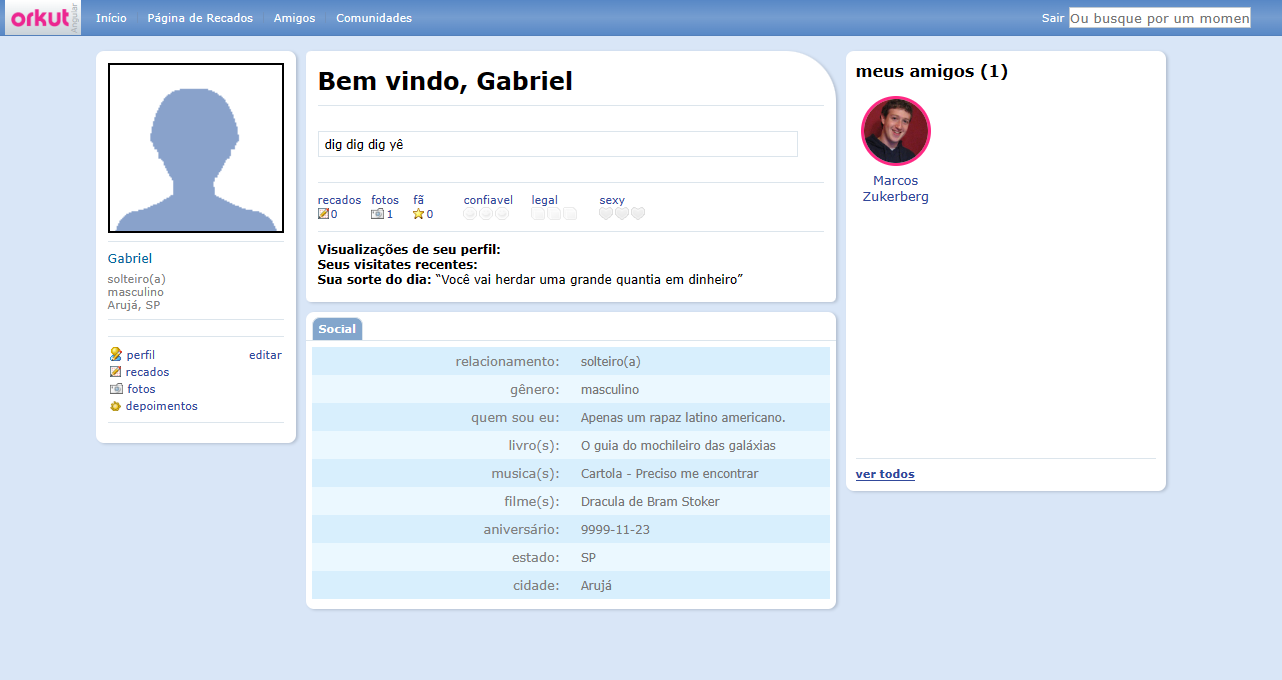 orkut Angular
Início Página de Recados Amigos Comunidades
Sair Ou busque por um momen
Gabriel
solteiro(a)
masculino
Arujá, SP
perfil editar
recados
fotos
depoimentos
Bem vindo, Gabriel
dig dig dig yê
recados fotos fã confiavel legal sexy
0 1 0
Visualizações de seu perfil:
Seus visitates recentes:
Sua sorte do dia: “Você vai herdar uma grande quantia em dinheiro”
Social
relacionamento: solteiro(a)
gênero: masculino
quem sou eu: Apenas um rapaz latino americano.
livro(s): O guia do mochileiro das galáxias
musica(s): Cartola - Preciso me encontrar
filme(s): Dracula de Bram Stoker
aniversário: 9999-11-23
estado: SP
cidade: Arujá
meus amigos (1)
Marcos
Zukerberg
ver todos